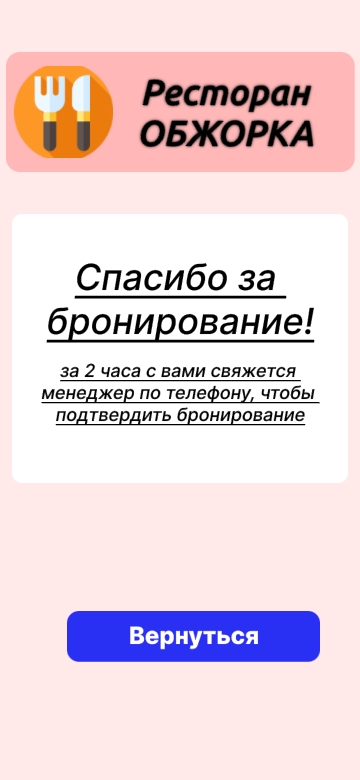 Ресторан
ОБЖОРКА
Спасибо за
бронирование!
за 2 часа с вами свяжется
менеджер по телефону, чтобы
подтвердить бронирование
Вернуться